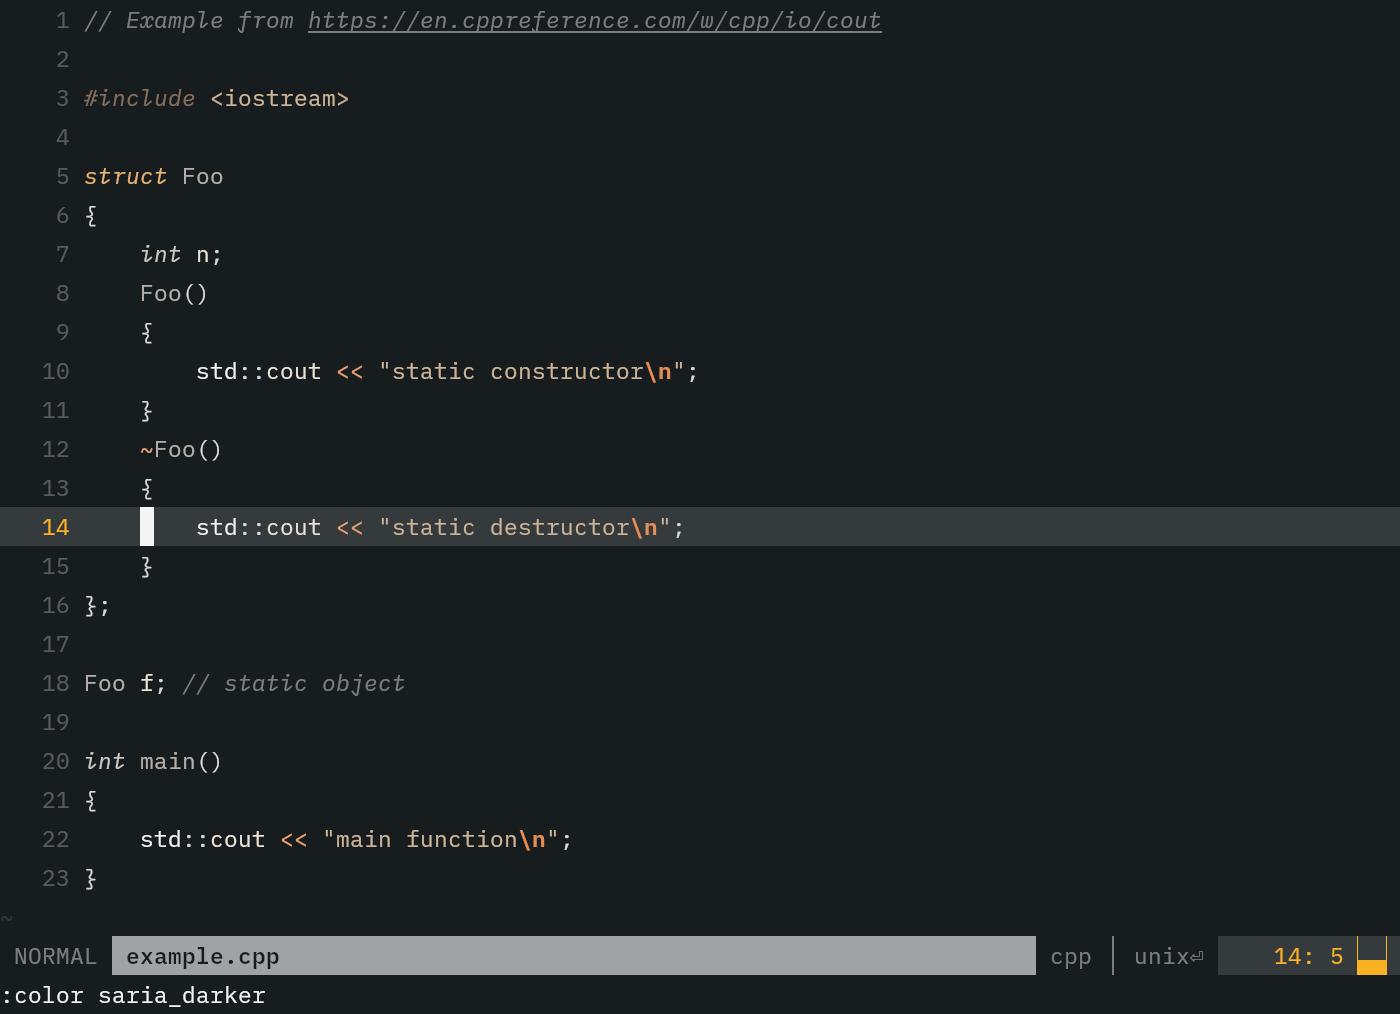 1 // Example from https://en.cppreference.com/w/cpp/io/cout
2
3 #include <iostream>
4
5 struct Foo
6 {
7     int n;
8     Foo()
9     {
10         std::cout << "static constructor\n";
11     }
12     ~Foo()
13     {
14         std::cout << "static destructor\n";
15     }
16 };
17
18 Foo f; // static object
19
20 int main()
21 {
22     std::cout << "main function\n";
23 }
~
NORMAL example.cpp cpp unix⏎ 14: 5
:color saria_darker